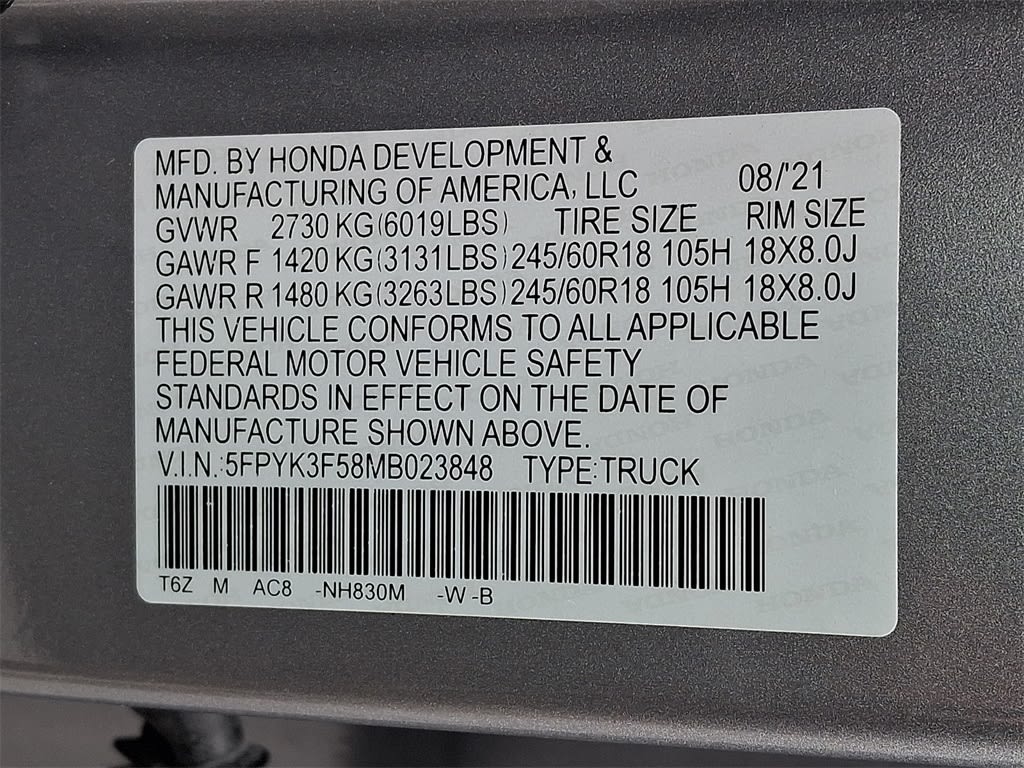 MFD. BY HONDA DEVELOPMENT &
MANUFACTURING OF AMERICA, LLC 08/'21
GVWR 2730 KG(6019LBS) TIRE SIZE RIM SIZE
GAWR F 1420 KG(3131LBS) 245/60R18 105H 18X8.0J
GAWR R 1480 KG(3263LBS) 245/60R18 105H 18X8.0J
THIS VEHICLE CONFORMS TO ALL APPLICABLE
FEDERAL MOTOR VEHICLE SAFETY
STANDARDS IN EFFECT ON THE DATE OF
MANUFACTURE SHOWN ABOVE.
V.I.N.:5FPYK3F58MB023848 TYPE:TRUCK
T6Z M AC8 -NH830M -W -B